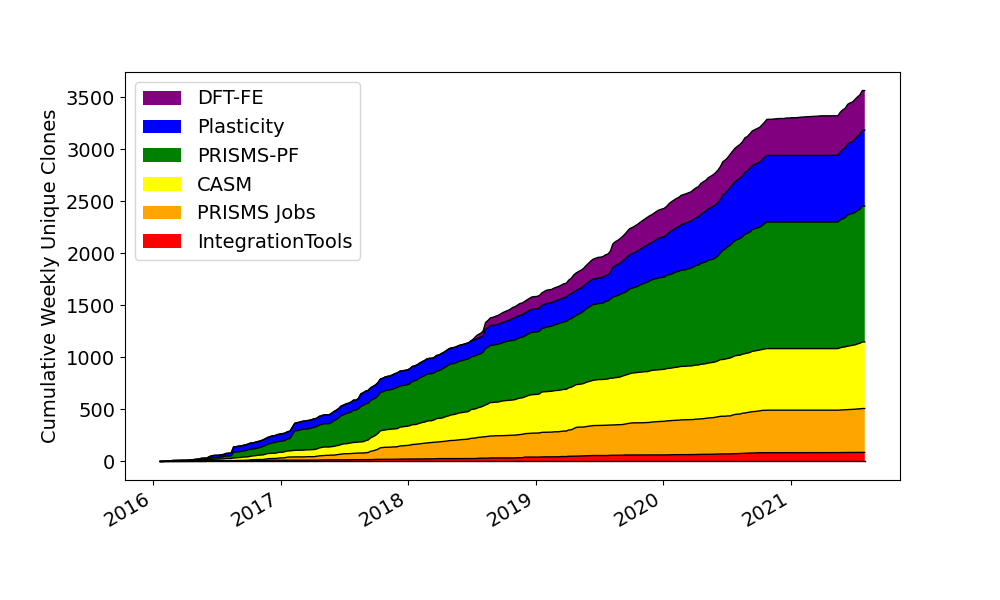 Cumulative Weekly Unique Clones
3500
3000
2500
2000
1500
1000
500
0
DFT-FE
Plasticity
PRISMS-PF
CASM
PRISMS Jobs
IntegrationTools
2016 2017 2018 2019 2020 2021